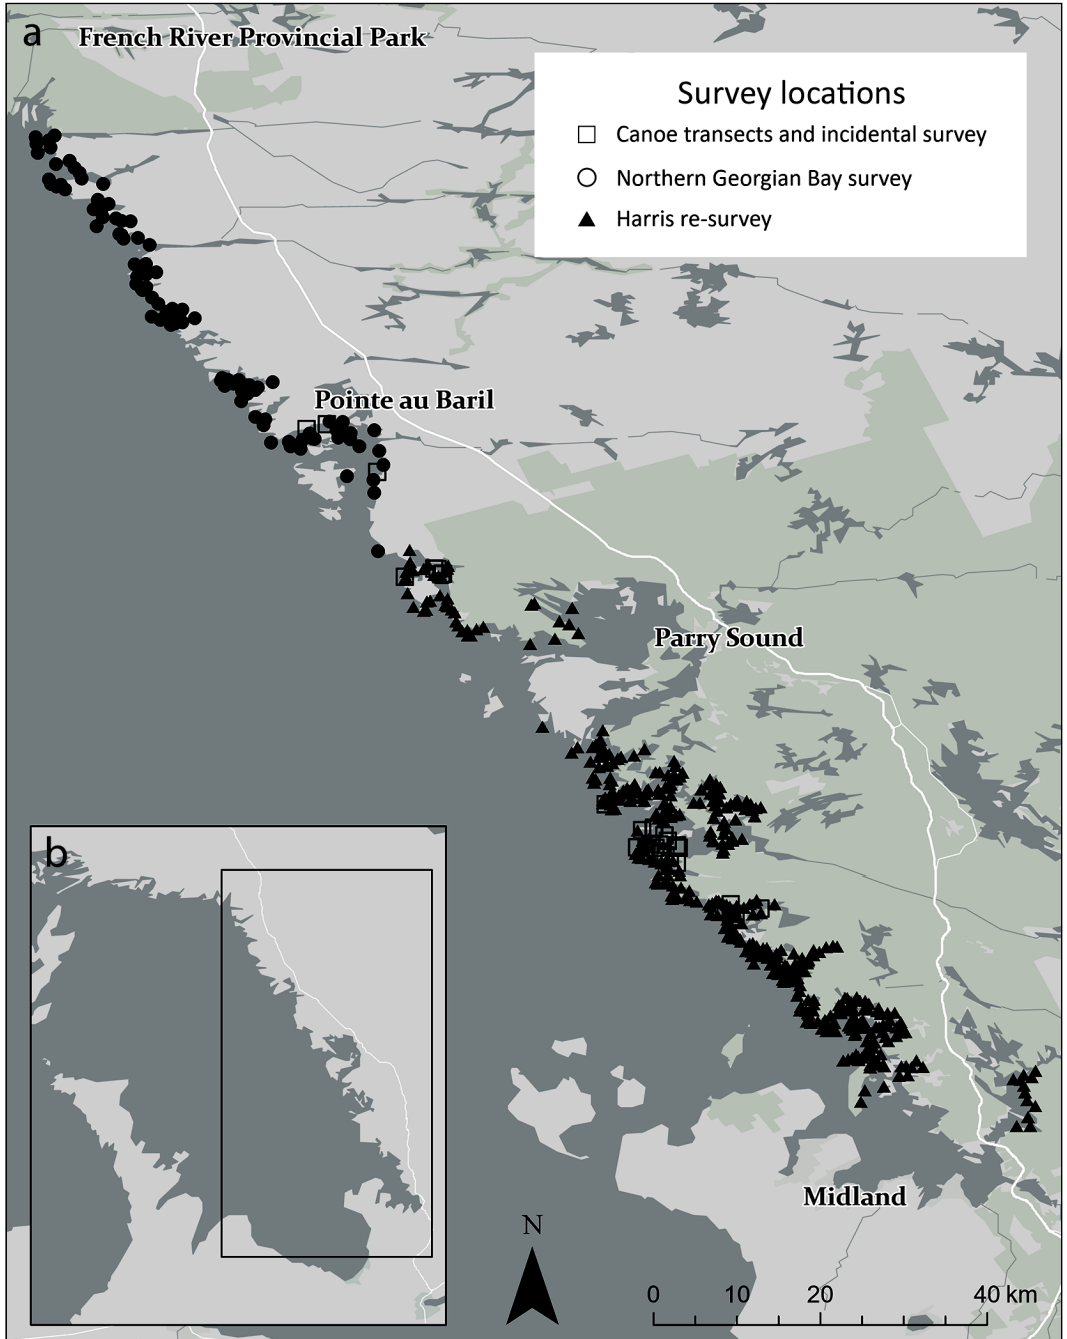 a
French River Provincial Park
Survey locations
Canoe transects and incidental survey
Northern Georgian Bay survey
Harris re-survey
Pointe au Baril
Parry Sound
b
Midland
N
0 10 20 40 km